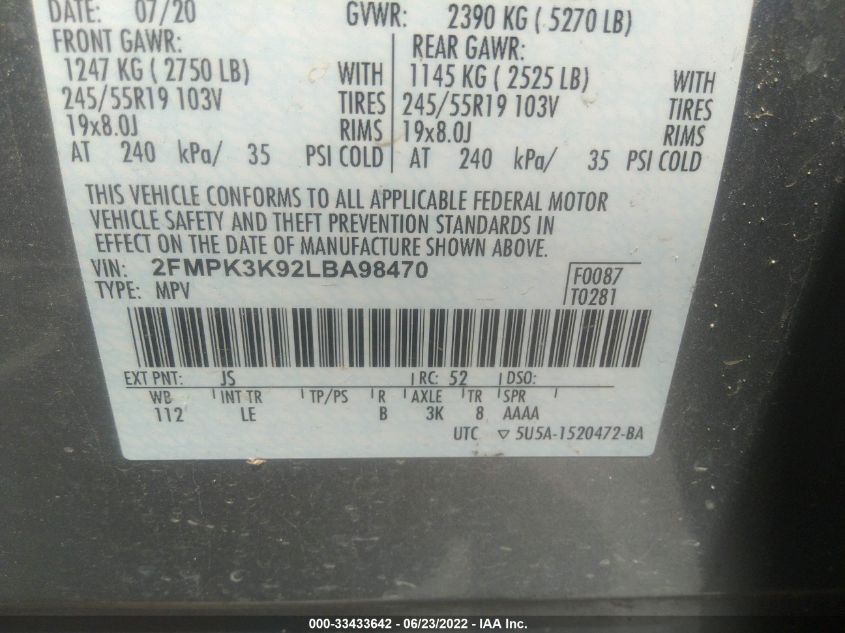 DATE: 07/20 GVWR: 2390 KG ( 5270 LB)
FRONT GAWR: REAR GAWR:
1247 KG ( 2750 LB) WITH 1145 KG ( 2525 LB) WITH
245/55R19 103V TIRES 245/55R19 103V TIRES
19x8.0J RIMS 19x8.0J RIMS
AT 240 kPa/ 35 PSI COLD AT 240 kPa/ 35 PSI COLD
THIS VEHICLE CONFORMS TO ALL APPLICABLE FEDERAL MOTOR
VEHICLE SAFETY AND THEFT PREVENTION STANDARDS IN
EFFECT ON THE DATE OF MANUFACTURE SHOWN ABOVE.
VIN: 2FMPK3K92LBA98470 F0087
TYPE: MPV T0281
EXT PNT: JS RC: 52 DSO:
WB INT TR TP/PS R AXLE TR SPR
112 LE B 3K 8 AAAA
UTC ▽ 5U5A-1520472-BA
000-33433642 - 06/23/2022 - IAA Inc.